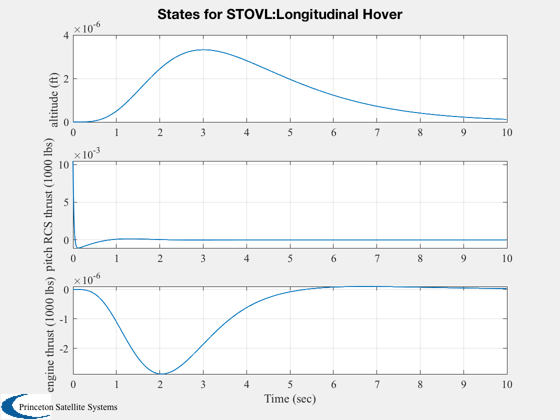 States for STOVL:Longitudinal Hover
×10⁻⁶
4
2
0
altitude (ft)
0 1 2 3 4 5 6 7 8 9 10
×10⁻³
10
5
0
pitch RCS thrust (1000 lbs)
0 1 2 3 4 5 6 7 8 9 10
×10⁻⁶
0
-1
-2
engine thrust (1000 lbs)
0 1 2 3 4 5 6 7 8 9 10
Time (sec)
Princeton Satellite Systems